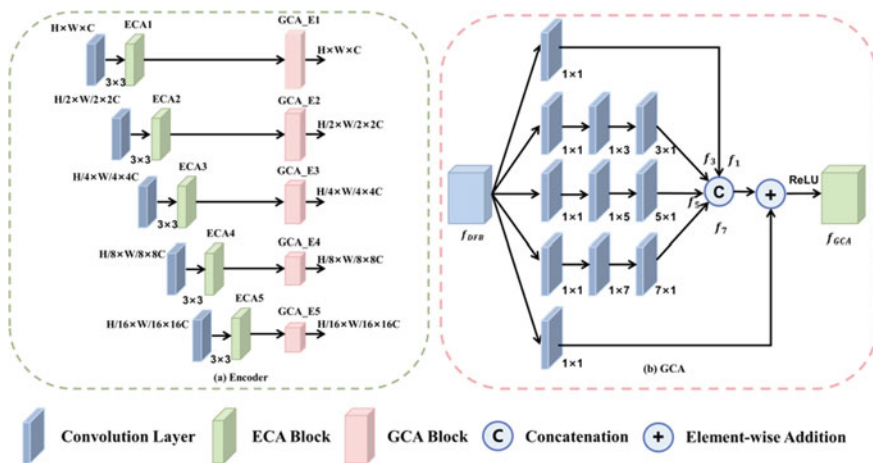 H×W×C ECA1 GCA_E1 H×W×C
3×3
H/2×W/2×2C ECA2 GCA_E2 H/2×W/2×2C
3×3
H/4×W/4×4C ECA3 GCA_E3 H/4×W/4×4C
3×3
H/8×W/8×8C ECA4 GCA_E4 H/8×W/8×8C
3×3
H/16×W/16×16C ECA5 GCA_E5 H/16×W/16×16C
3×3
(a) Encoder
1×1
1×1 1×3 3×1
f3 f1
1×1 1×5 5×1
f5
C + ReLU
f7
1×1 1×7 7×1
1×1
fDFB
fGCA
(b) GCA
Convolution Layer ECA Block GCA Block C Concatenation + Element-wise Addition